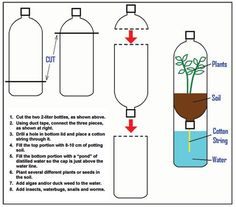 CUT
Plants
Soil
Cotton
String
Water
1. Cut the two 2-liter bottles, as shown above.
2. Using duct tape, connect the three pieces,
as shown at right.
3. Drill a hole in bottom lid and place a cotton
string through it.
4. Fill the top portion with 8-10 cm of potting
soil.
5. Fill the bottom portion with a "pond" of
distilled water so the cap is just above the
water line.
6. Plant several different plants or seeds in
the soil.
7. Add algae and/or duck weed to the water.
8. Add insects, waterbugs, snails and worms.